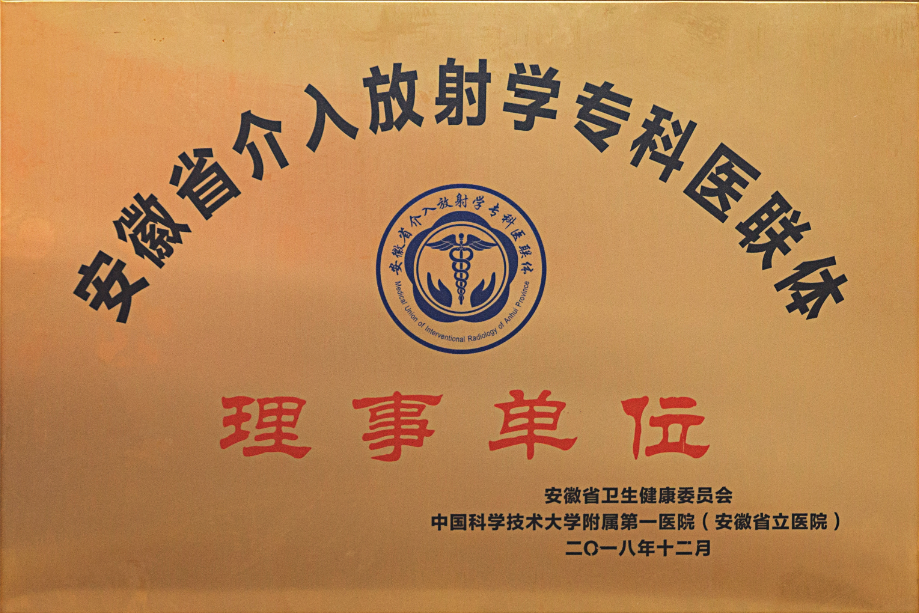 安徽省介入放射学专科医联体
安徽省介入放射学专科医联体
Medical Union of Interventional Radiology of Anhui Province
理事单位
安徽省卫生健康委员会
中国科学技术大学附属第一医院（安徽省立医院）
二〇一八年十二月